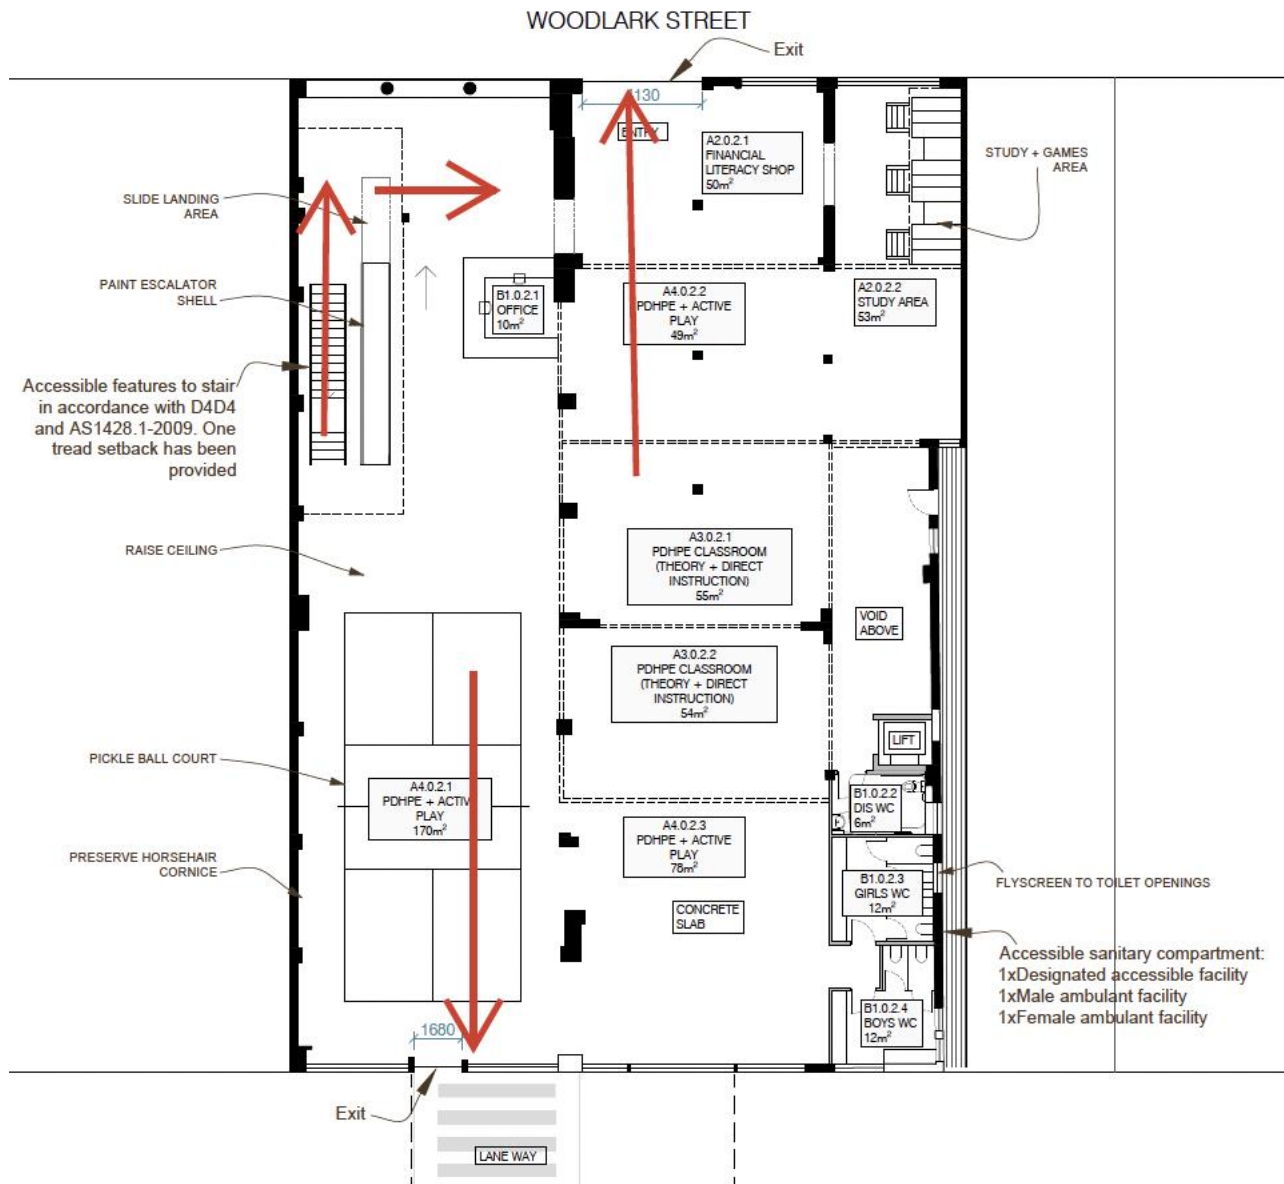 WOODLARK STREET
Exit
4130
ENTRY
A2.0.2.1
FINANCIAL
LITERACY SHOP
50m²
STUDY + GAMES
AREA
SLIDE LANDING
AREA
PAINT ESCALATOR
SHELL
B1.0.2.1
OFFICE
10m²
A4.0.2.2
PDHPE + ACTIVE
PLAY
49m²
A2.0.2.2
STUDY AREA
53m²
Accessible features to stair
in accordance with D4D4
and AS1428.1-2009. One
tread setback has been
provided
RAISE CEILING
A3.0.2.1
PDHPE CLASSROOM
(THEORY + DIRECT
INSTRUCTION)
55m²
VOID
ABOVE
A3.0.2.2
PDHPE CLASSROOM
(THEORY + DIRECT
INSTRUCTION)
54m²
LIFT
PICKLE BALL COURT
A4.0.2.1
PDHPE + ACTIVE
PLAY
170m²
B1.0.2.2
DIS WC
6m²
A4.0.2.3
PDHPE + ACTIVE
PLAY
78m²
PRESERVE HORSEHAIR
CORNICE
B1.0.2.3
GIRLS WC
12m²
FLYSCREEN TO TOILET OPENINGS
CONCRETE
SLAB
Accessible sanitary compartment:
1xDesignated accessible facility
1xMale ambulant facility
1xFemale ambulant facility
B1.0.2.4
BOYS WC
12m²
1680
Exit
LANE WAY